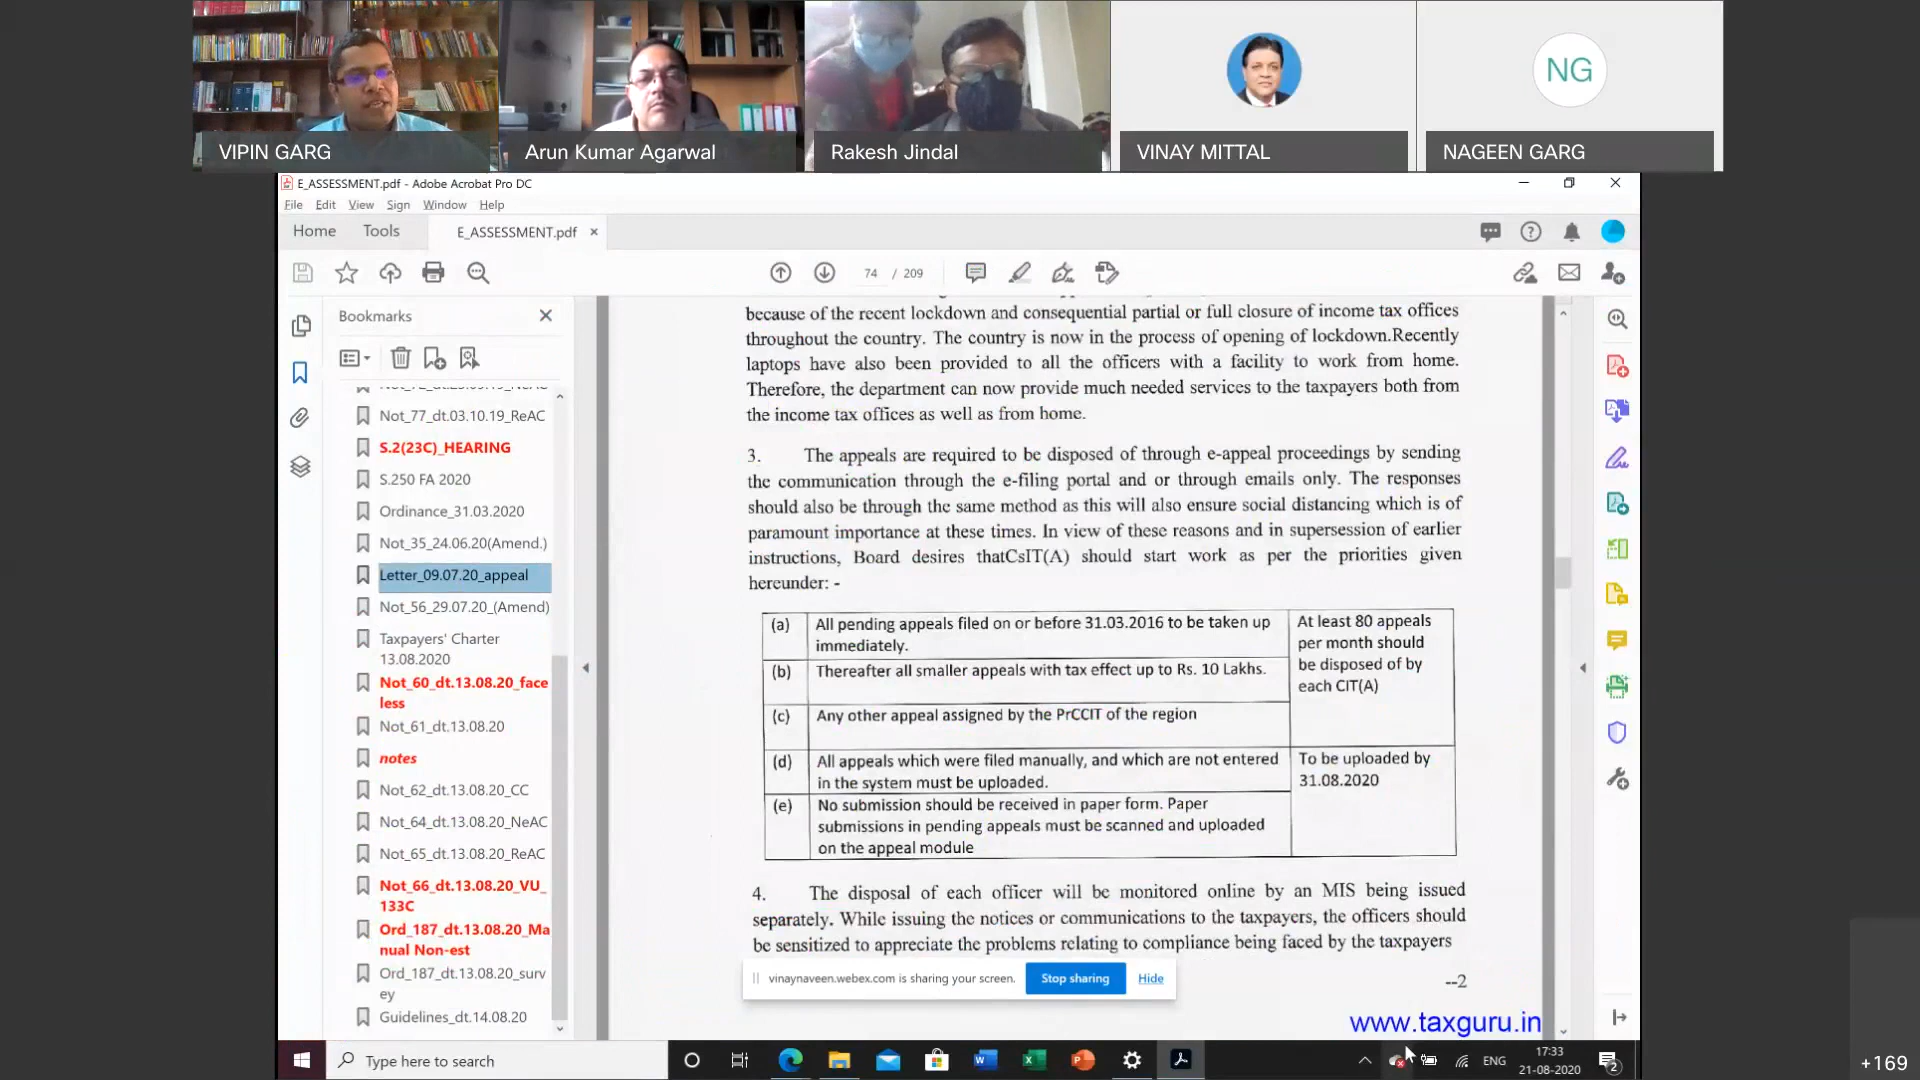 NG
VIPIN GARG
Arun Kumar Agarwal
Rakesh Jindal
VINAY MITTAL
NAGEEN GARG
E_ASSESSMENT.pdf - Adobe Acrobat Pro DC
File Edit View Sign Window Help
Home Tools E_ASSESSMENT.pdf ×
74 / 209
Bookmarks
Not_77_dt.03.10.19_ReAC
S.2(23C)_HEARING
S.250 FA 2020
Ordinance_31.03.2020
Not_35_24.06.20(Amend.)
Letter_09.07.20_appeal
Not_56_29.07.20_(Amend)
Taxpayers' Charter
13.08.2020
Not_60_dt.13.08.20_face
less
Not_61_dt.13.08.20
notes
Not_62_dt.13.08.20_CC
Not_64_dt.13.08.20_NeAC
Not_65_dt.13.08.20_ReAC
Not_66_dt.13.08.20_VU_
133C
Ord_187_dt.13.08.20_Ma
nual Non-est
Ord_187_dt.13.08.20_surv
ey
Guidelines_dt.14.08.20
because of the recent lockdown and consequential partial or full closure of income tax offices
throughout the country. The country is now in the process of opening of lockdown.Recently
laptops have also been provided to all the officers with a facility to work from home.
Therefore, the department can now provide much needed services to the taxpayers both from
the income tax offices as well as from home.
3. The appeals are required to be disposed of through e-appeal proceedings by sending
the communication through the e-filing portal and or through emails only. The responses
should also be through the same method as this will also ensure social distancing which is of
paramount importance at these times. In view of these reasons and in supersession of earlier
instructions, Board desires thatCsIT(A) should start work as per the priorities given
hereunder: -
(a) All pending appeals filed on or before 31.03.2016 to be taken up
immediately.
At least 80 appeals
per month should
be disposed of by
each CIT(A)
(b) Thereafter all smaller appeals with tax effect up to Rs. 10 Lakhs.
(c) Any other appeal assigned by the PrCCIT of the region
(d) All appeals which were filed manually, and which are not entered
in the system must be uploaded.
To be uploaded by
31.08.2020
(e) No submission should be received in paper form. Paper
submissions in pending appeals must be scanned and uploaded
on the appeal module
4. The disposal of each officer will be monitored online by an MIS being issued
separately. While issuing the notices or communications to the taxpayers, the officers should
be sensitized to appreciate the problems relating to compliance being faced by the taxpayers
--2
vinaynaveen.webex.com is sharing your screen. Stop sharing Hide
www.taxguru.in
Type here to search
ENG
17:33
21-08-2020
2
+169